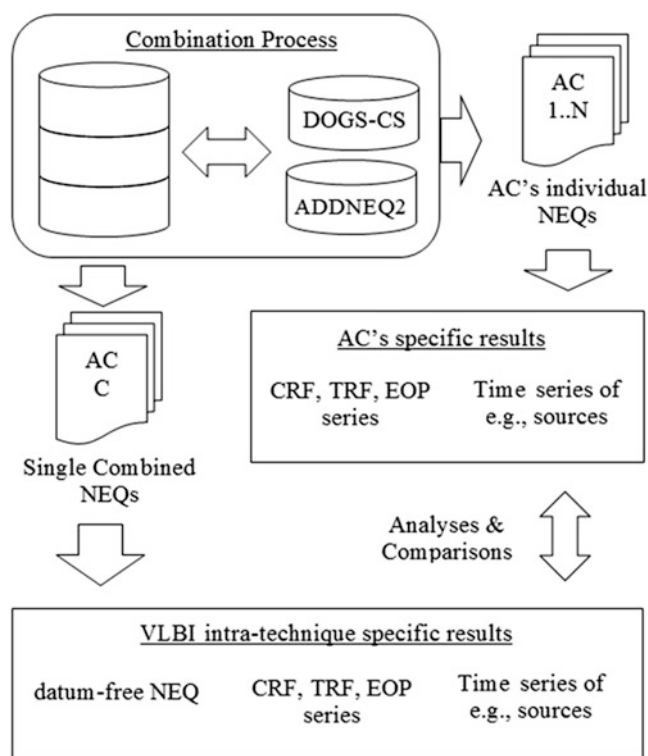 Combination Process
DOGS-CS
ADDNEQ2
AC
1..N
AC's individual
NEQs
AC
C
Single Combined
NEQs
AC's specific results
CRF, TRF, EOP
series
Time series of
e.g., sources
Analyses &
Comparisons
VLBI intra-technique specific results
datum-free NEQ
CRF, TRF, EOP
series
Time series of
e.g., sources